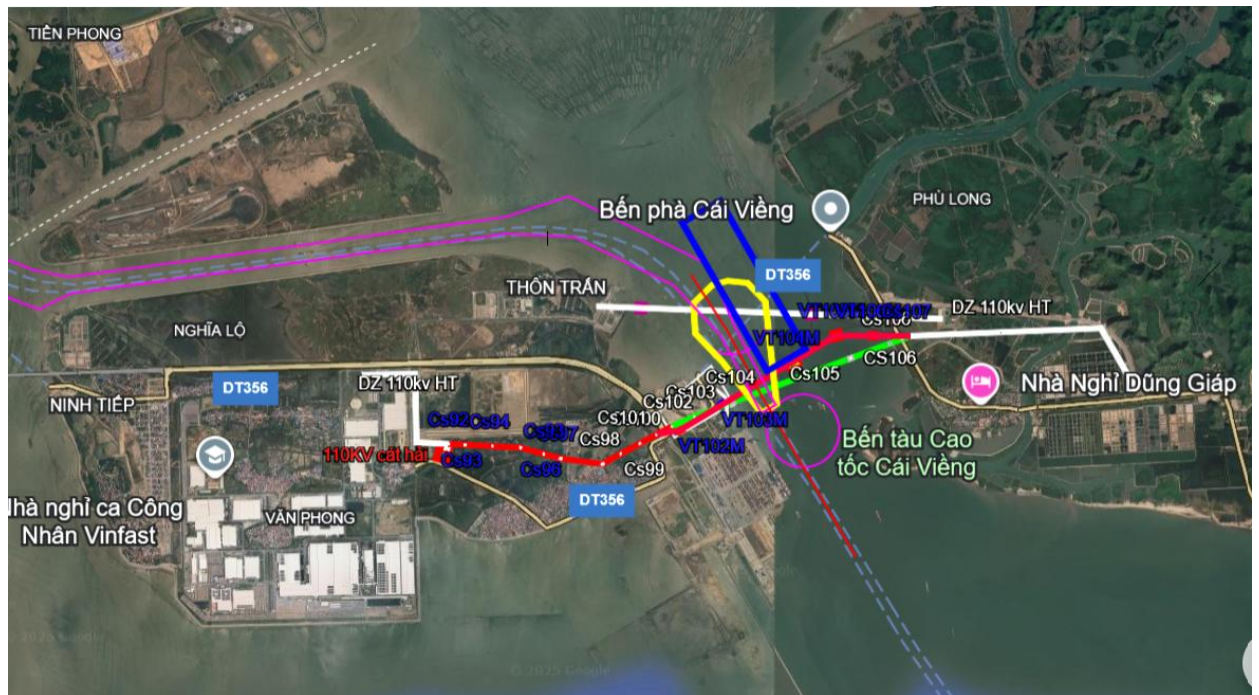 TIỀN PHONG
Bến phà Cái Viềng
PHÙ LONG
DT356
THÔN TRẦN
DZ 110kv HT
NGHĨA LỘ
VT104M
CS106
Cs105
Cs104
DZ 110kv HT
DT356
NINH TIẾP
Nhà Nghỉ Dũng Giáp
Cs103
Cs102
VT103M
VT102M
Cs92
Cs94
Cs98
Cs99
Cs93
Cs96
110KV cát hải
Bến tàu Cao
tốc Cái Viềng
DT356
VĂN PHONG
Nhà nghỉ ca Công
Nhân Vinfast
© 2025 Google